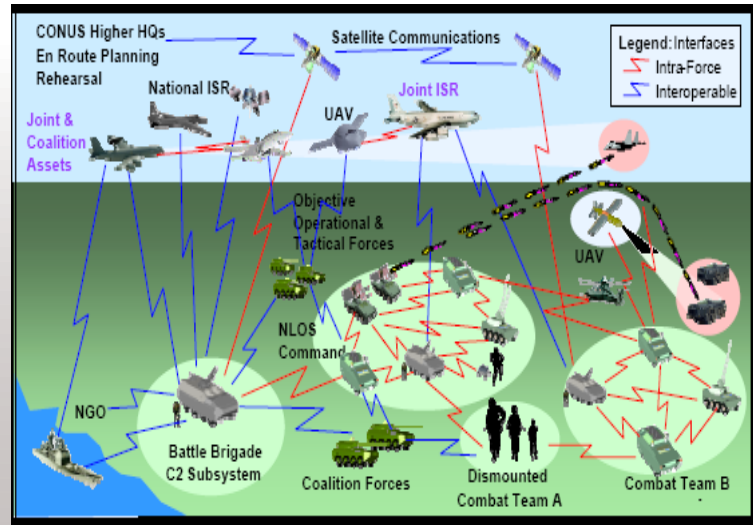 CONUS Higher HQs
En Route Planning
Rehearsal
Satellite Communications
Legend: Interfaces
Intra-Force
Interoperable
National ISR
Joint ISR
UAV
Joint &
Coalition
Assets
Objective
Operational &
Tactical Forces
UAV
NLOS
Command
NGO
Battle Brigade
C2 Subsystem
Coalition Forces
Dismounted
Combat Team A
Combat Team B